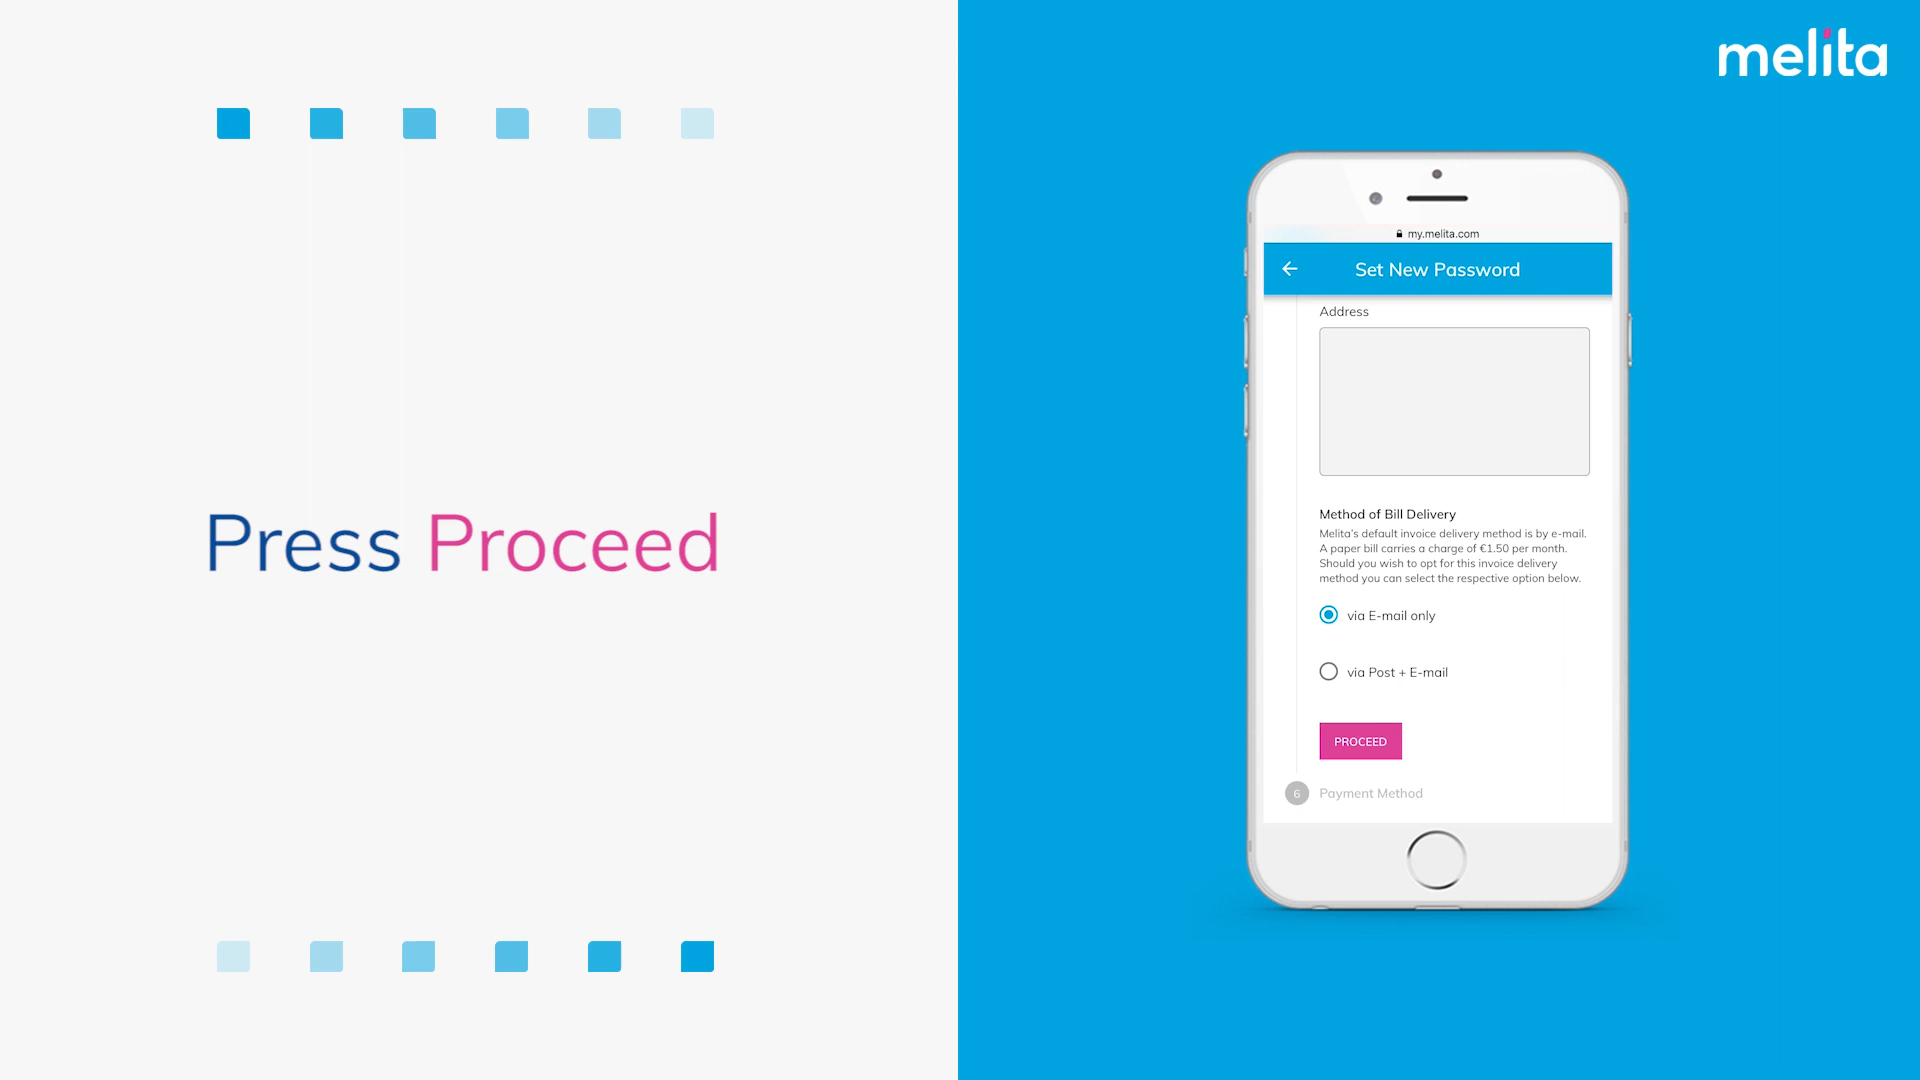 Press Proceed
melita
my.melita.com
Set New Password
Address
Method of Bill Delivery
Melita's default invoice delivery method is by e-mail.
A paper bill carries a charge of €1.50 per month.
Should you wish to opt for this invoice delivery
method you can select the respective option below.
via E-mail only
via Post + E-mail
PROCEED
6 Payment Method